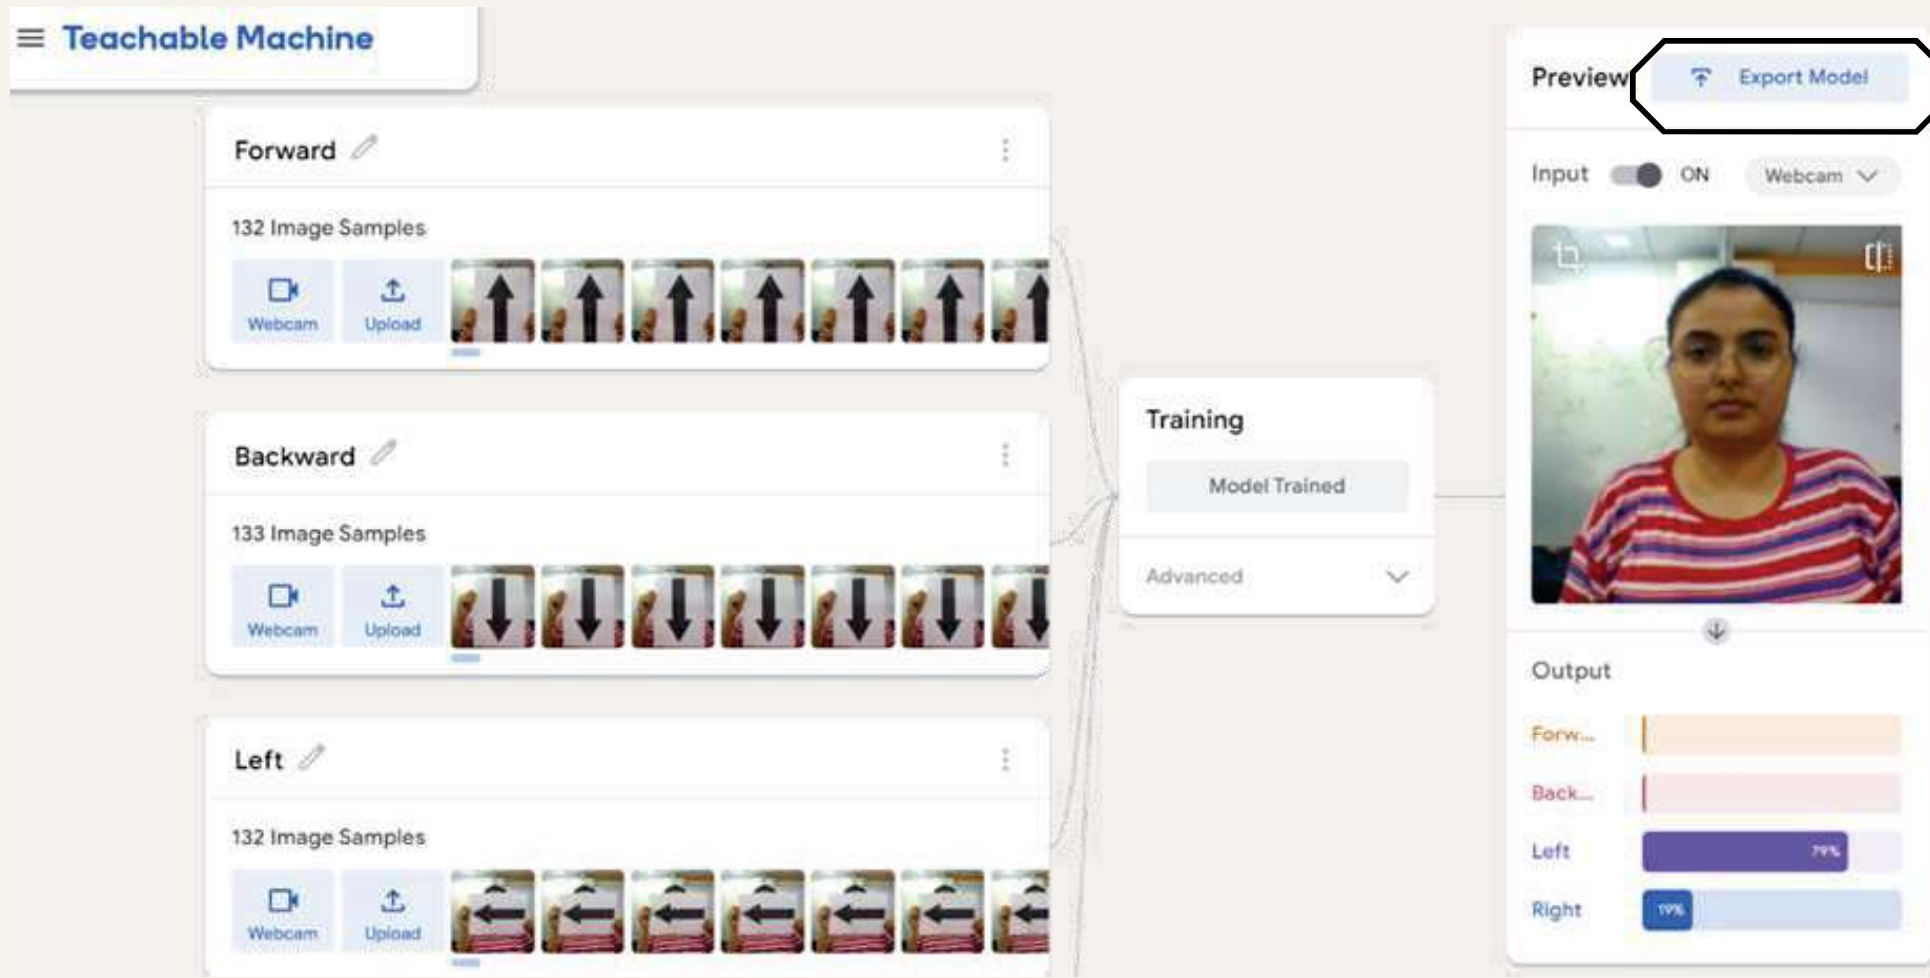 Teachable Machine
Forward
132 Image Samples
Webcam
Upload
Backward
133 Image Samples
Webcam
Upload
Left
132 Image Samples
Webcam
Upload
Training
Model Trained
Advanced
Preview
Export Model
Input
ON
Webcam
Output
Forw...
Back...
Left
79%
Right
19%